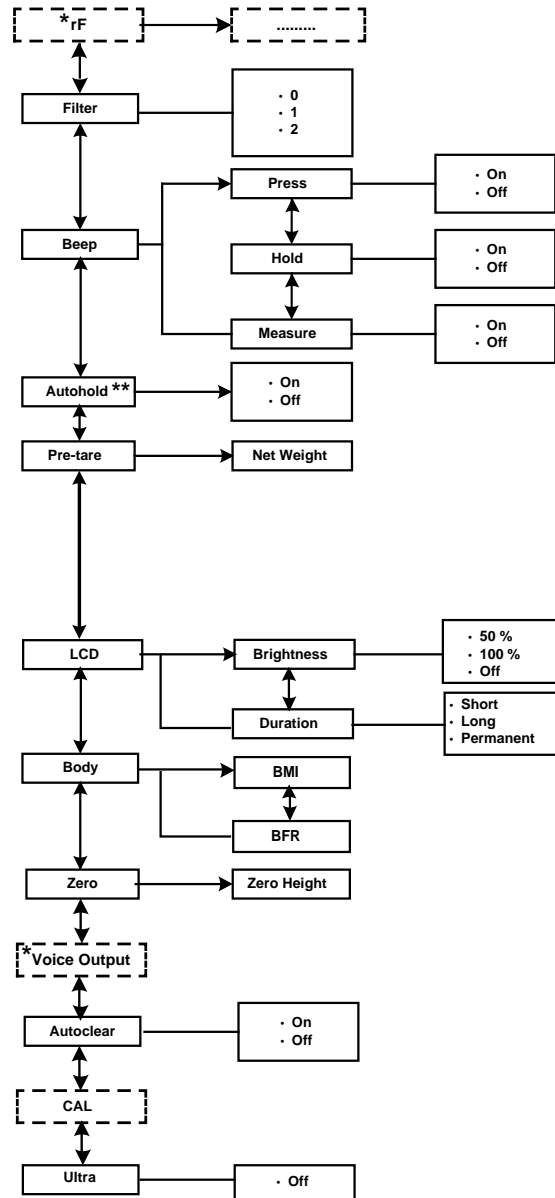 *rF
.........
Filter
· 0
· 1
· 2
Press
· On
· Off
Beep
Hold
· On
· Off
Measure
· On
· Off
Autohold **
· On
· Off
Pre-tare
Net Weight
LCD
Brightness
· 50 %
· 100 %
· Off
Duration
· Short
· Long
· Permanent
Body
BMI
BFR
Zero
Zero Height
*Voice Output
Autoclear
· On
· Off
CAL
Ultra
· Off